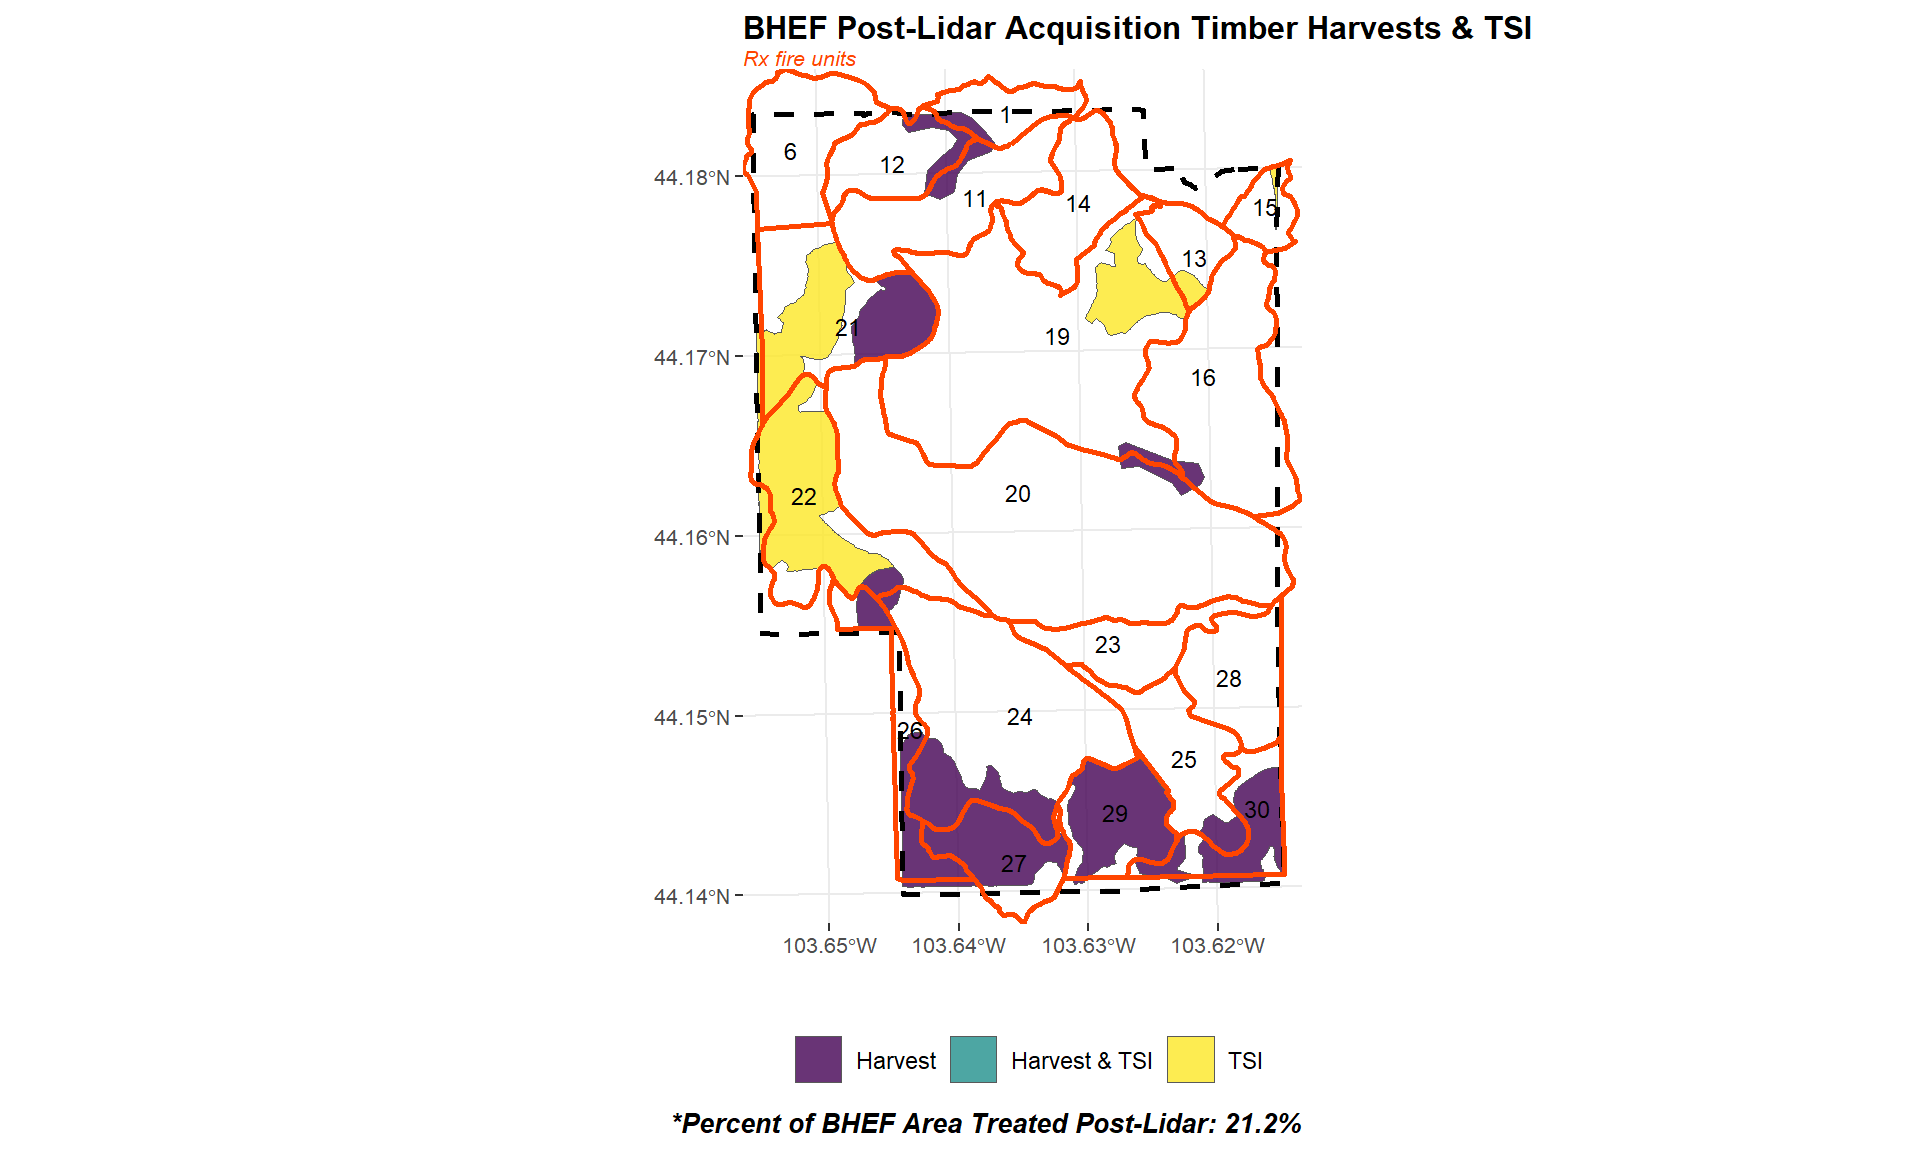 BHEF Post-Lidar Acquisition Timber Harvests & TSI
Rx fire units
1
6
12
44.18°N
11
14
15
13
21
19
44.17°N
16
22
20
44.16°N
23
28
44.15°N
24
26
25
30
29
27
44.14°N
103.65°W 103.64°W 103.63°W 103.62°W
Harvest Harvest & TSI TSI
*Percent of BHEF Area Treated Post-Lidar: 21.2%